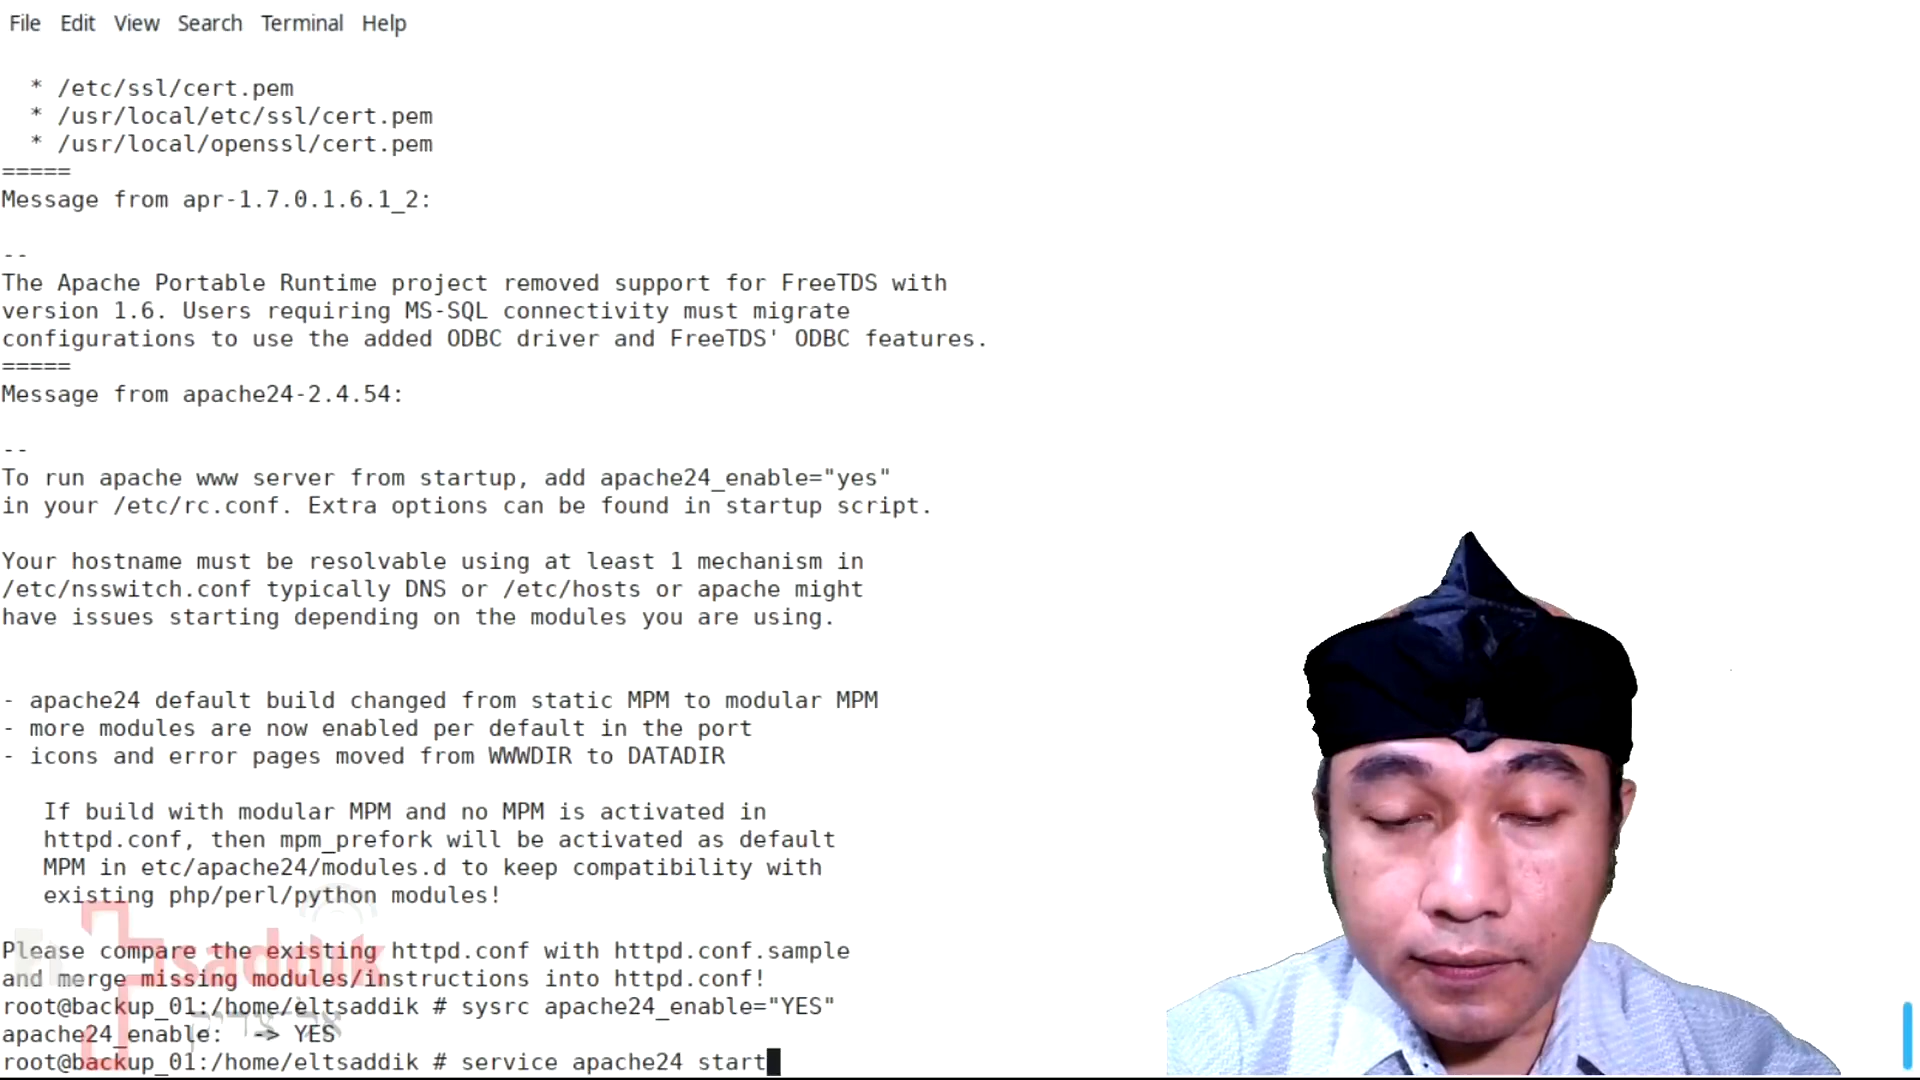 File Edit View Search Terminal Help
* /etc/ssl/cert.pem
* /usr/local/etc/ssl/cert.pem
* /usr/local/openssl/cert.pem
=====
Message from apr-1.7.0.1.6.1_2:
--
The Apache Portable Runtime project removed support for FreeTDS with
version 1.6. Users requiring MS-SQL connectivity must migrate
configurations to use the added ODBC driver and FreeTDS' ODBC features.
=====
Message from apache24-2.4.54:
--
To run apache www server from startup, add apache24_enable="yes"
in your /etc/rc.conf. Extra options can be found in startup script.
Your hostname must be resolvable using at least 1 mechanism in
/etc/nsswitch.conf typically DNS or /etc/hosts or apache might
have issues starting depending on the modules you are using.
- apache24 default build changed from static MPM to modular MPM
- more modules are now enabled per default in the port
- icons and error pages moved from WWWDIR to DATADIR
If build with modular MPM and no MPM is activated in
httpd.conf, then mpm_prefork will be activated as default
MPM in etc/apache24/modules.d to keep compatibility with
existing php/perl/python modules!
Please compare the existing httpd.conf with httpd.conf.sample
and merge missing modules/instructions into httpd.conf!
root@backup_01:/home/eltsaddik # sysrc apache24_enable="YES"
apache24_enable:  -> YES
root@backup_01:/home/eltsaddik # service apache24 start
saddik
אל צדיק